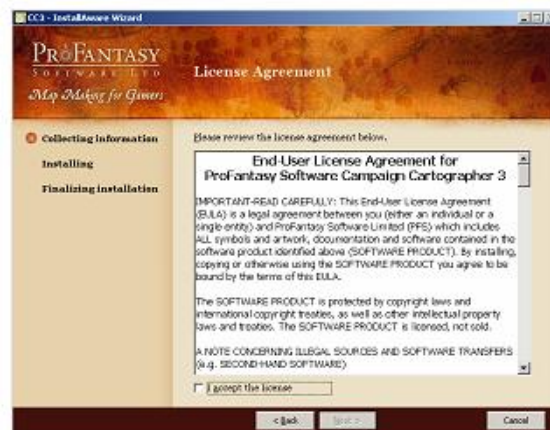 CC3 - InstallAware Wizard
PROFANTASY
SOFTWARE LTD
Map Making for Gamers
License Agreement
Collecting information
Installing
Finalizing installation
Please review the license agreement below.
End-User License Agreement for
ProFantasy Software Campaign Cartographer 3
IMPORTANT-READ CAREFULLY: This End-User License Agreement
(EULA) is a legal agreement between you (either an individual or a
single entity) and ProFantasy Software Limited (PFS) which includes
ALL symbols and artwork, documentation and software contained in the
software product identified above (SOFTWARE PRODUCT). By installing,
copying or otherwise using the SOFTWARE PRODUCT you agree to be
bound by the terms of this EULA.
The SOFTWARE PRODUCT is protected by copyright laws and
international copyright treaties, as well as other intellectual property
laws and treaties. The SOFTWARE PRODUCT is licensed, not sold.
A NOTE CONCERNING ILLEGAL SOURCES AND SOFTWARE TRANSFERS
(e.g. SECOND-HAND SOFTWARE)
I accept the license
< Back
Next >
Cancel